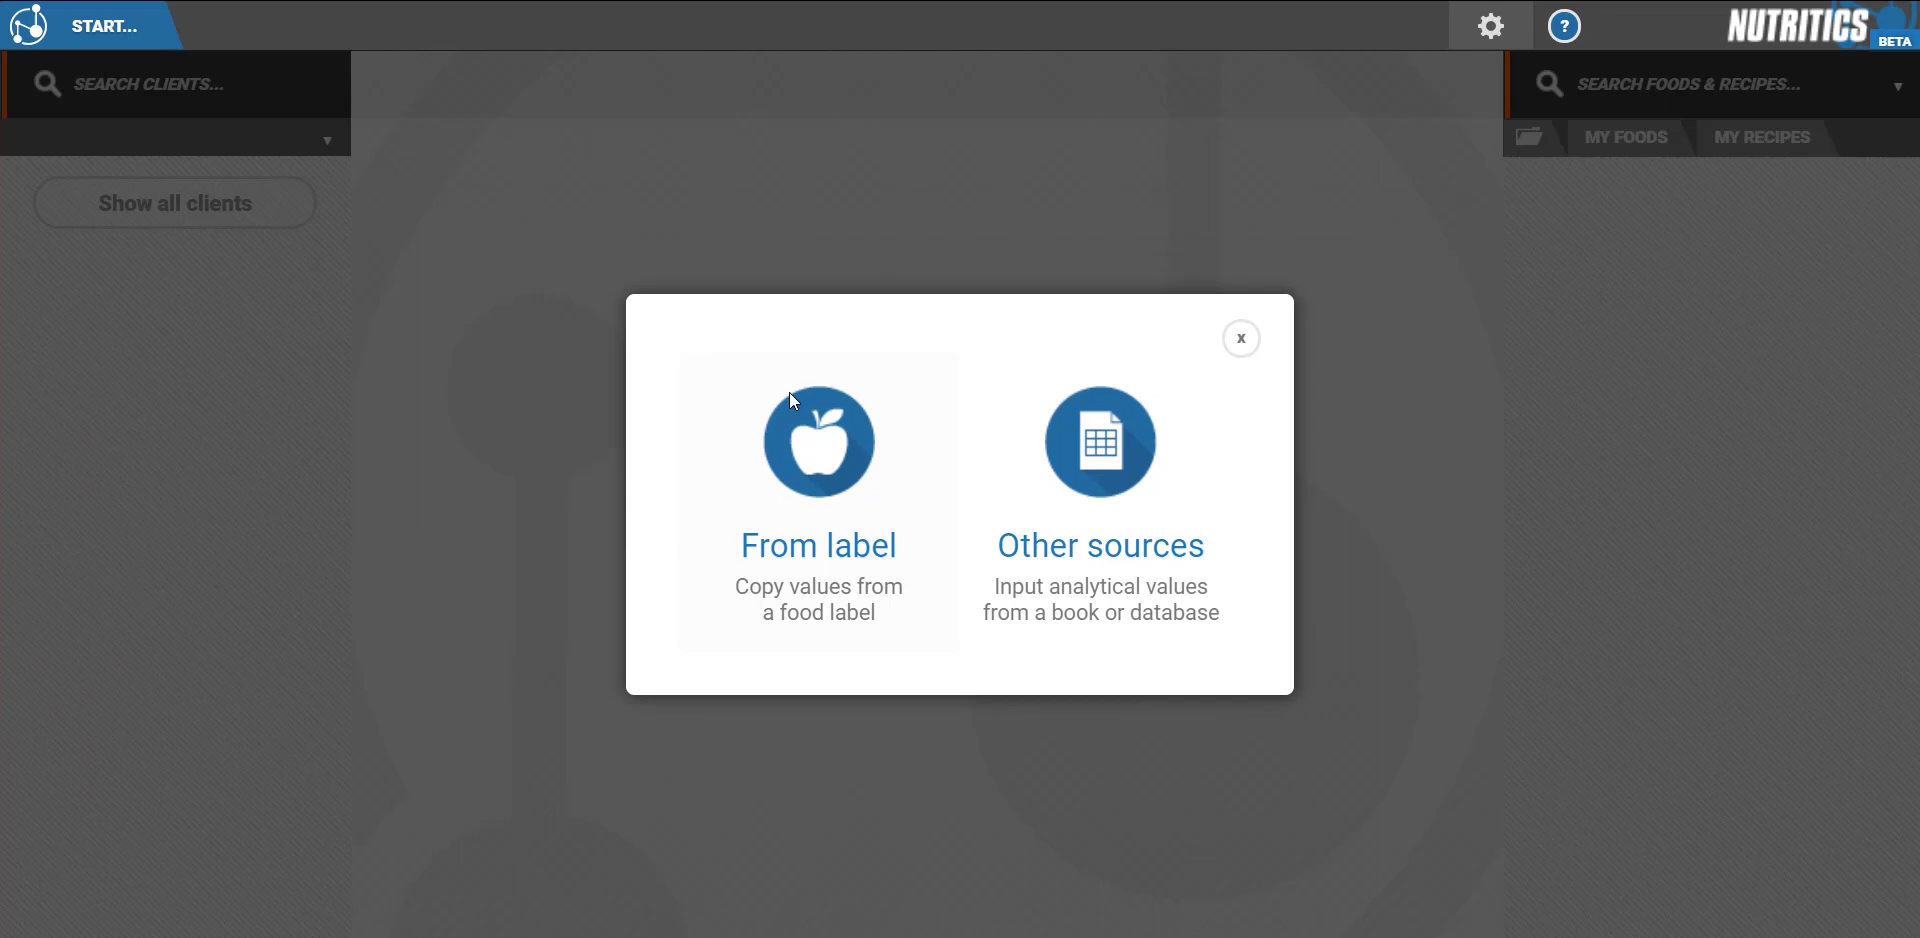 START...
?
NUTRITICS
BETA
SEARCH CLIENTS...
SEARCH FOODS & RECIPES...
MY FOODS
MY RECIPES
Show all clients
x
From label
Copy values from
a food label
Other sources
Input analytical values
from a book or database